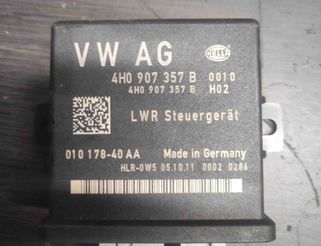 VW AG HELLA
4H0 907 357 B 0010
4H0 907 357 B H02
LWR Steuergerät
010 178-40 AA Made in Germany
HLR-0W5 05.10.11 0002 0286